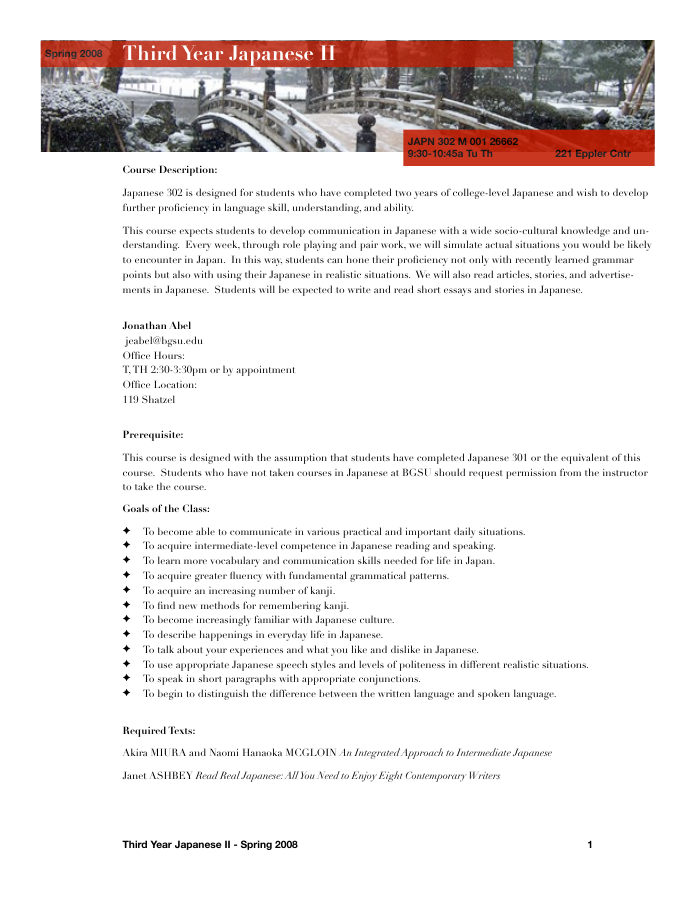 Spring 2008
Third Year Japanese II
JAPN 302 M 001 26662
9:30-10:45a Tu Th 221 Eppler Cntr
Course Description:
Japanese 302 is designed for students who have completed two years of college-level Japanese and wish to develop
further proficiency in language skill, understanding, and ability.
This course expects students to develop communication in Japanese with a wide socio-cultural knowledge and un-
derstanding. Every week, through role playing and pair work, we will simulate actual situations you would be likely
to encounter in Japan. In this way, students can hone their proficiency not only with recently learned grammar
points but also with using their Japanese in realistic situations. We will also read articles, stories, and advertise-
ments in Japanese. Students will be expected to write and read short essays and stories in Japanese.
Jonathan Abel
jeabel@bgsu.edu
Office Hours:
T, TH 2:30-3:30pm or by appointment
Office Location:
119 Shatzel
Prerequisite:
This course is designed with the assumption that students have completed Japanese 301 or the equivalent of this
course. Students who have not taken courses in Japanese at BGSU should request permission from the instructor
to take the course.
Goals of the Class:
✦ To become able to communicate in various practical and important daily situations.
✦ To acquire intermediate-level competence in Japanese reading and speaking.
✦ To learn more vocabulary and communication skills needed for life in Japan.
✦ To acquire greater fluency with fundamental grammatical patterns.
✦ To acquire an increasing number of kanji.
✦ To find new methods for remembering kanji.
✦ To become increasingly familiar with Japanese culture.
✦ To describe happenings in everyday life in Japanese.
✦ To talk about your experiences and what you like and dislike in Japanese.
✦ To use appropriate Japanese speech styles and levels of politeness in different realistic situations.
✦ To speak in short paragraphs with appropriate conjunctions.
✦ To begin to distinguish the difference between the written language and spoken language.
Required Texts:
Akira MIURA and Naomi Hanaoka MCGLOIN An Integrated Approach to Intermediate Japanese
Janet ASHBEY Read Real Japanese: All You Need to Enjoy Eight Contemporary Writers
Third Year Japanese II - Spring 2008 1